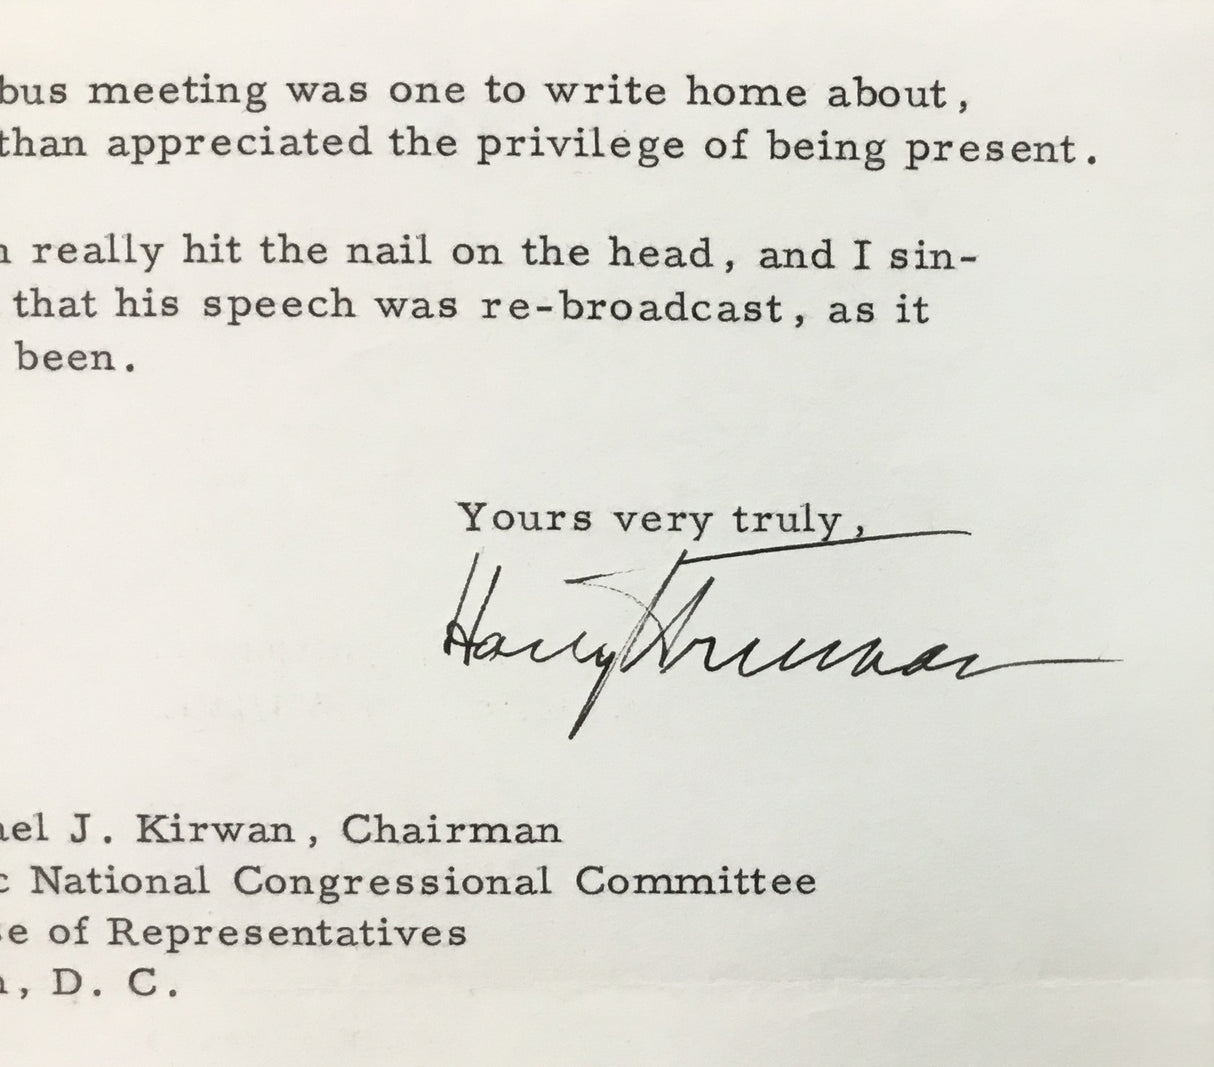 bus meeting was one to write home about,
than appreciated the privilege of being present.
really hit the nail on the head, and I sin-
that his speech was re-broadcast, as it
been.
Yours very truly,
Harry Truman
el J. Kirwan, Chairman
c National Congressional Committee
e of Representatives
, D. C.